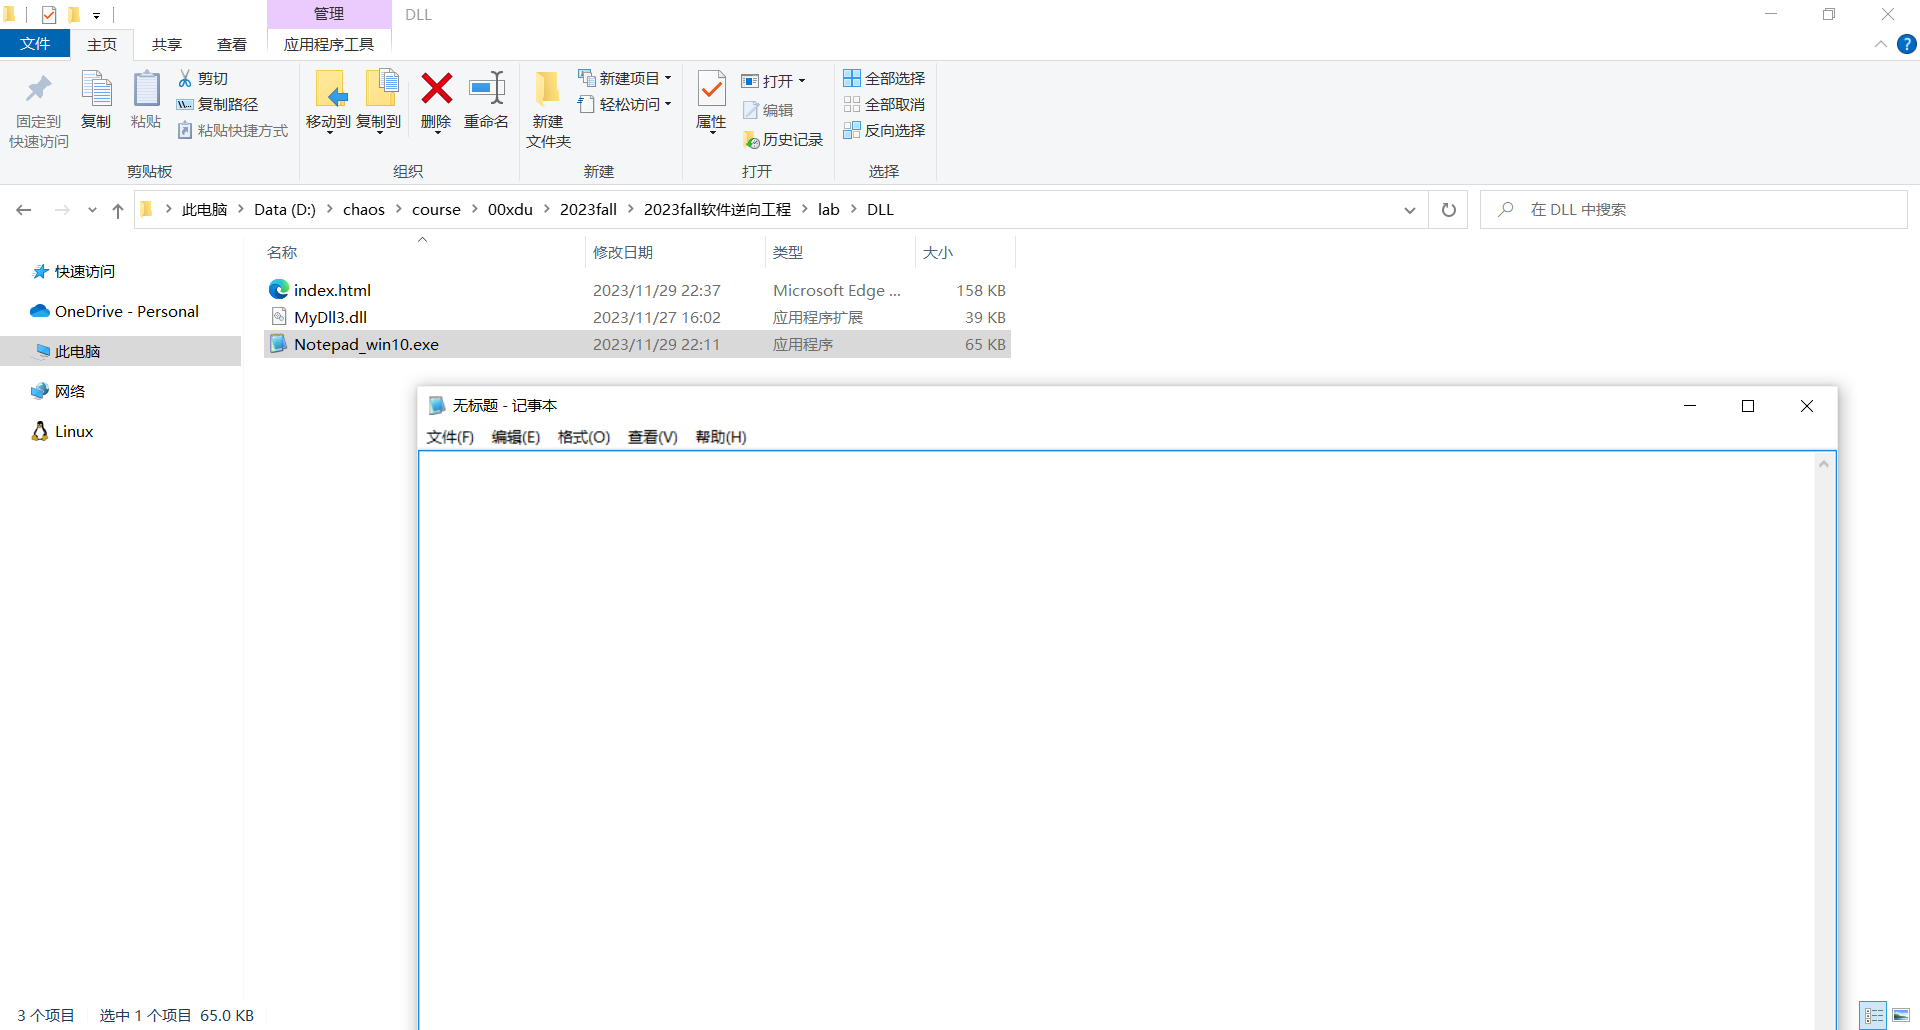 管理
DLL
文件
主页
共享
查看
应用程序工具
固定到
快速访问
复制
粘贴
剪切
复制路径
粘贴快捷方式
剪贴板
移动到
复制到
删除
重命名
组织
新建
文件夹
新建项目
轻松访问
新建
属性
打开
编辑
历史记录
打开
全部选择
全部取消
反向选择
选择
此电脑 > Data (D:) > chaos > course > 00xdu > 2023fall > 2023fall软件逆向工程 > lab > DLL
在 DLL 中搜索
快速访问
OneDrive - Personal
此电脑
网络
Linux
名称 修改日期 类型 大小
index.html 2023/11/29 22:37 Microsoft Edge ... 158 KB
MyDll3.dll 2023/11/27 16:02 应用程序扩展 39 KB
Notepad_win10.exe 2023/11/29 22:11 应用程序 65 KB
无标题 - 记事本
文件(F) 编辑(E) 格式(O) 查看(V) 帮助(H)
3 个项目 选中 1 个项目 65.0 KB